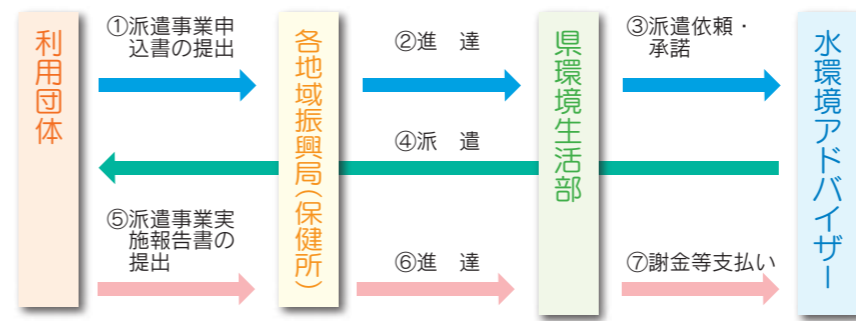 利用団体
①派遣事業申
込書の提出
各地域振興局(保健所)
②進　達
県環境生活部
③派遣依頼・
承諾
水環境アドバイザー
④派　遣
⑤派遣事業実
施報告書の
提出
⑥進　達
⑦謝金等支払い